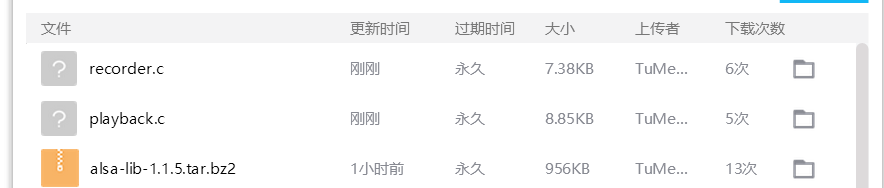 文件 更新时间 过期时间 大小 上传者 下载次数
recorder.c 刚刚 永久 7.38KB TuMe... 6次
playback.c 刚刚 永久 8.85KB TuMe... 5次
alsa-lib-1.1.5.tar.bz2 1小时前 永久 956KB TuMe... 13次